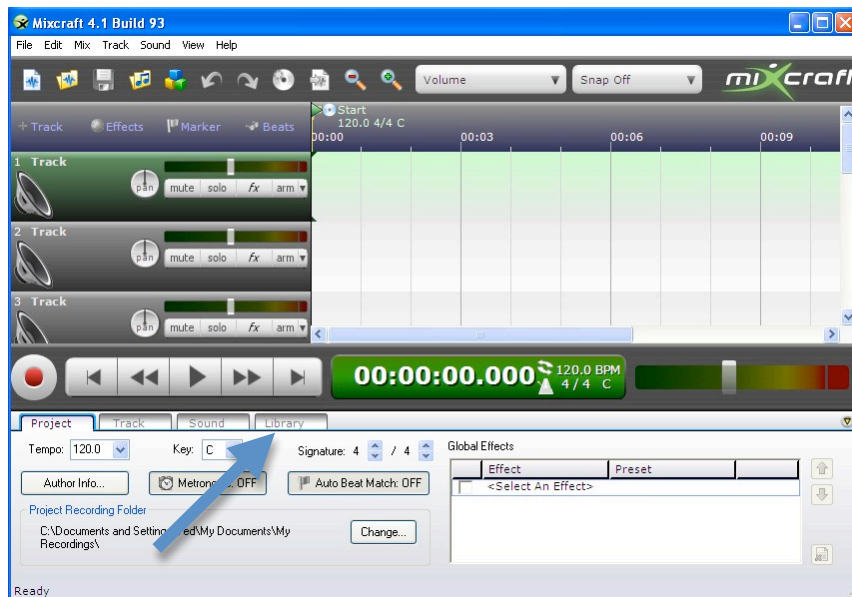 Mixcraft 4.1 Build 93
File Edit Mix Track Sound View Help
Volume
Snap Off
mixcraft
+ Track
Effects
Marker
Beats
Start
120.0 4/4 C
00:00 00:03 00:06 00:09
1 Track
pan mute solo fx arm
2 Track
pan mute solo fx arm
3 Track
pan mute solo fx arm
00:00:00.000
120.0 BPM
4 / 4 C
Project Track Sound Library
Tempo: 120.0 Key: C Signature: 4 / 4
Global Effects
Effect Preset
<Select An Effect>
Author Info... OFF Auto Beat Match: OFF
Project Recording Folder
C:\Documents and \My Documents\My
Recordings\
Change...
Ready